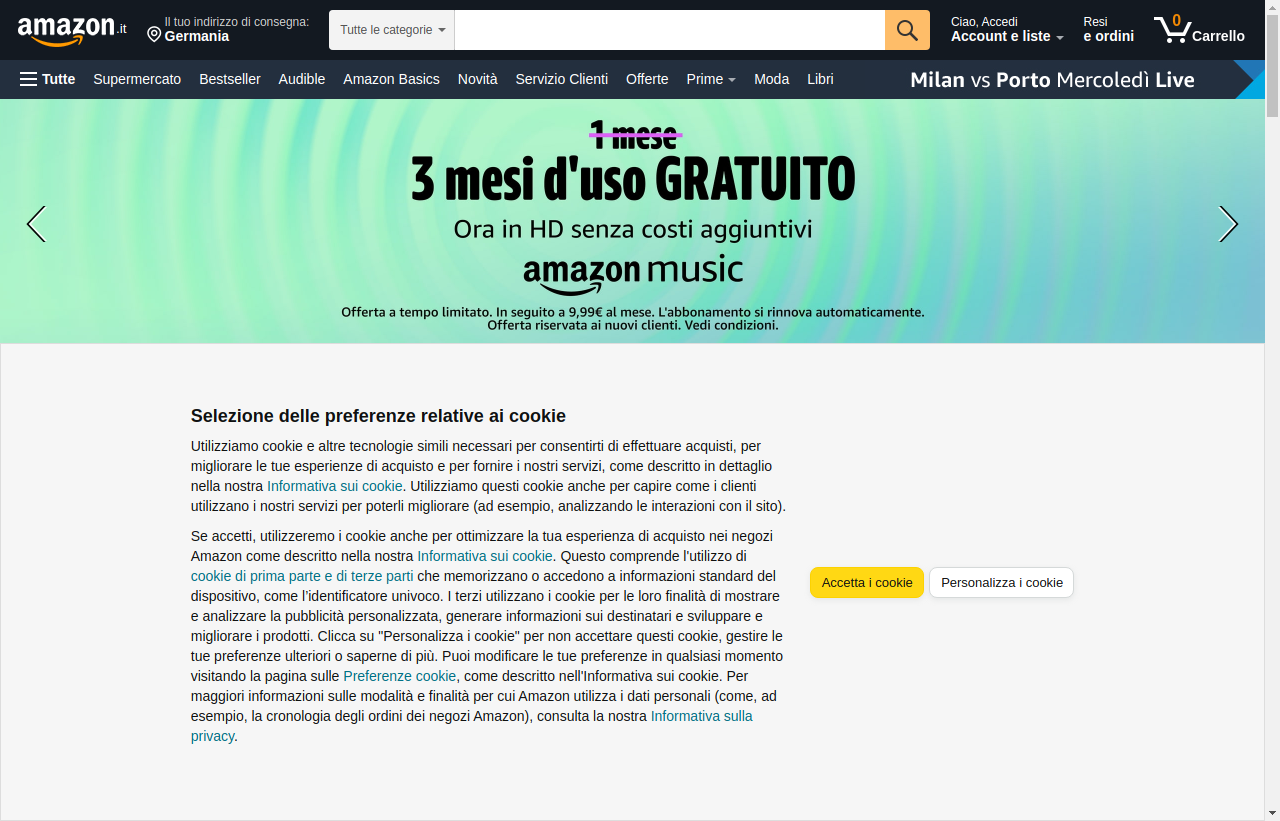 amazon.it
Il tuo indirizzo di consegna:
Germania
Tutte le categorie
Ciao, Accedi
Account e liste
Resi
e ordini
0
Carrello
Tutte
Supermercato
Bestseller
Audible
Amazon Basics
Novità
Servizio Clienti
Offerte
Prime
Moda
Libri
Milan vs Porto Mercoledì Live
1 mese
3 mesi d'uso GRATUITO
Ora in HD senza costi aggiuntivi
amazon music
Offerta a tempo limitato. In seguito a 9,99€ al mese. L'abbonamento si rinnova automaticamente.
Offerta riservata ai nuovi clienti. Vedi condizioni.
Selezione delle preferenze relative ai cookie
Utilizziamo cookie e altre tecnologie simili necessari per consentirti di effettuare acquisti, per
migliorare le tue esperienze di acquisto e per fornire i nostri servizi, come descritto in dettaglio
nella nostra Informativa sui cookie. Utilizziamo questi cookie anche per capire come i clienti
utilizzano i nostri servizi per poterli migliorare (ad esempio, analizzando le interazioni con il sito).
Se accetti, utilizzeremo i cookie anche per ottimizzare la tua esperienza di acquisto nei negozi
Amazon come descritto nella nostra Informativa sui cookie. Questo comprende l'utilizzo di
cookie di prima parte e di terze parti che memorizzano o accedono a informazioni standard del
dispositivo, come l’identificatore univoco. I terzi utilizzano i cookie per le loro finalità di mostrare
e analizzare la pubblicità personalizzata, generare informazioni sui destinatari e sviluppare e
migliorare i prodotti. Clicca su "Personalizza i cookie" per non accettare questi cookie, gestire le
tue preferenze ulteriori o saperne di più. Puoi modificare le tue preferenze in qualsiasi momento
visitando la pagina sulle Preferenze cookie, come descritto nell'Informativa sui cookie. Per
maggiori informazioni sulle modalità e finalità per cui Amazon utilizza i dati personali (come, ad
esempio, la cronologia degli ordini dei negozi Amazon), consulta la nostra Informativa sulla
privacy.
Accetta i cookie
Personalizza i cookie